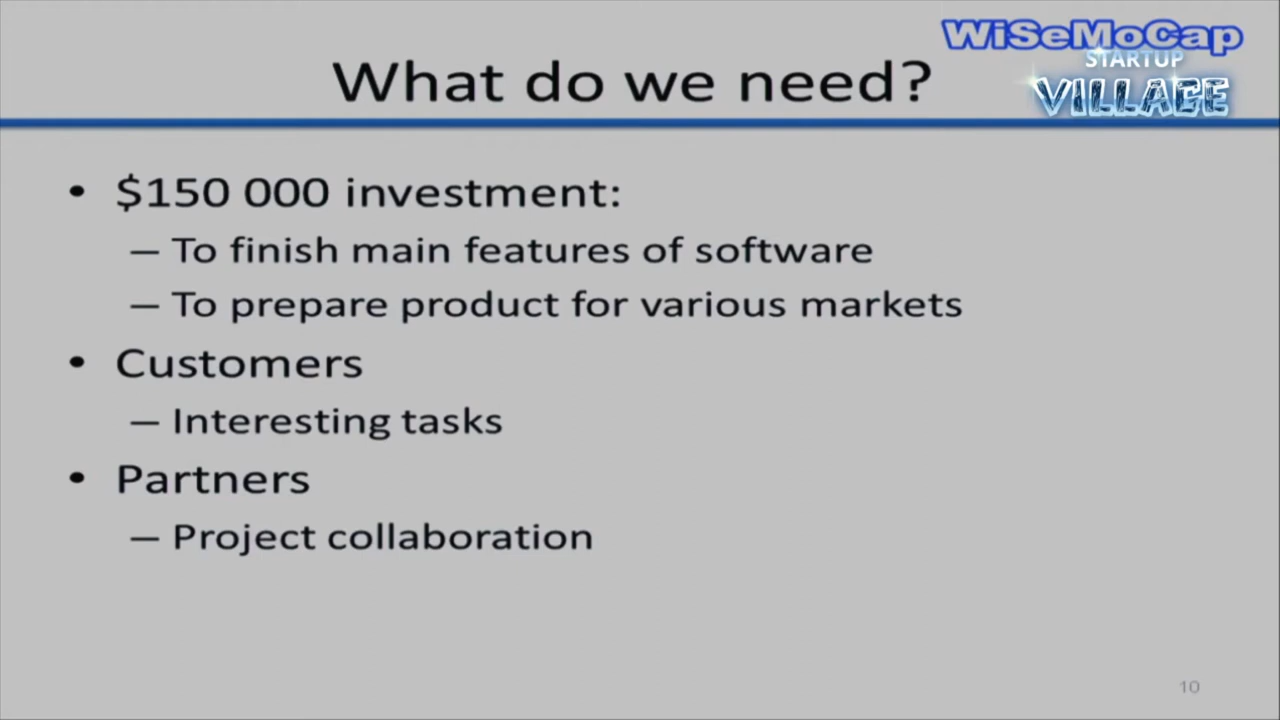 WiSeMoCap
STARTUP
VILLAGE
What do we need?
• $150 000 investment:
– To finish main features of software
– To prepare product for various markets
• Customers
– Interesting tasks
• Partners
– Project collaboration
10